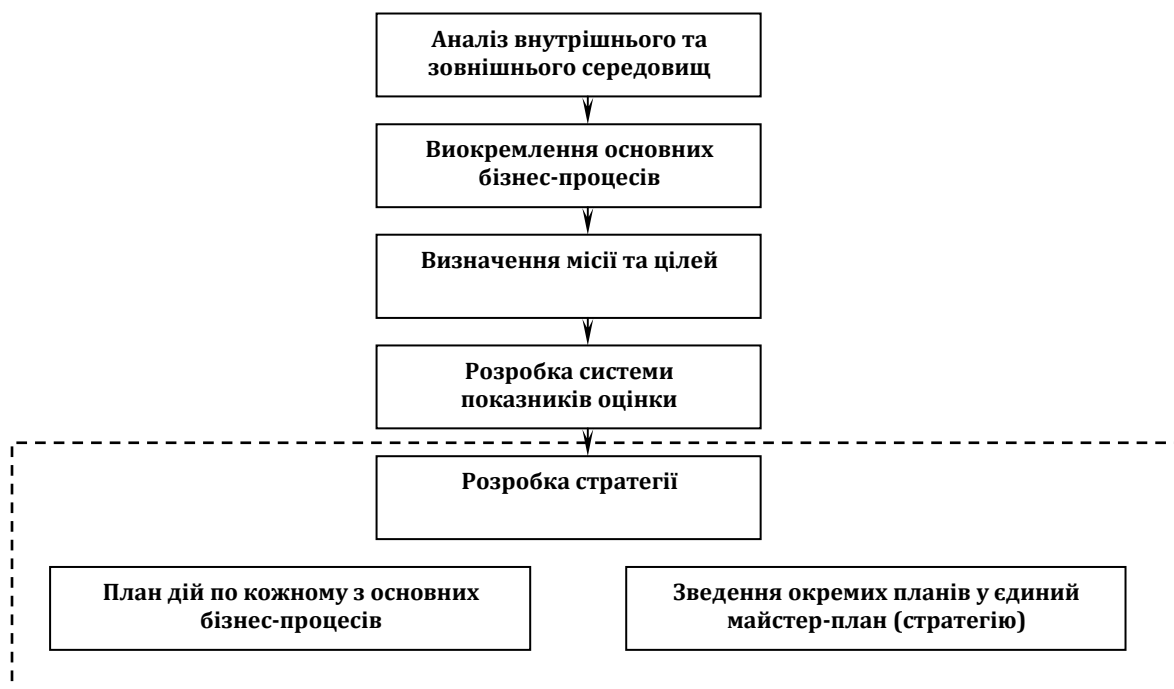 Аналіз внутрішнього та
зовнішнього середовищ
Виокремлення основних
бізнес-процесів
Визначення місії та цілей
Розробка системи
показників оцінки
Розробка стратегії
План дій по кожному з основних
бізнес-процесів
Зведення окремих планів у єдиний
майстер-план (стратегію)